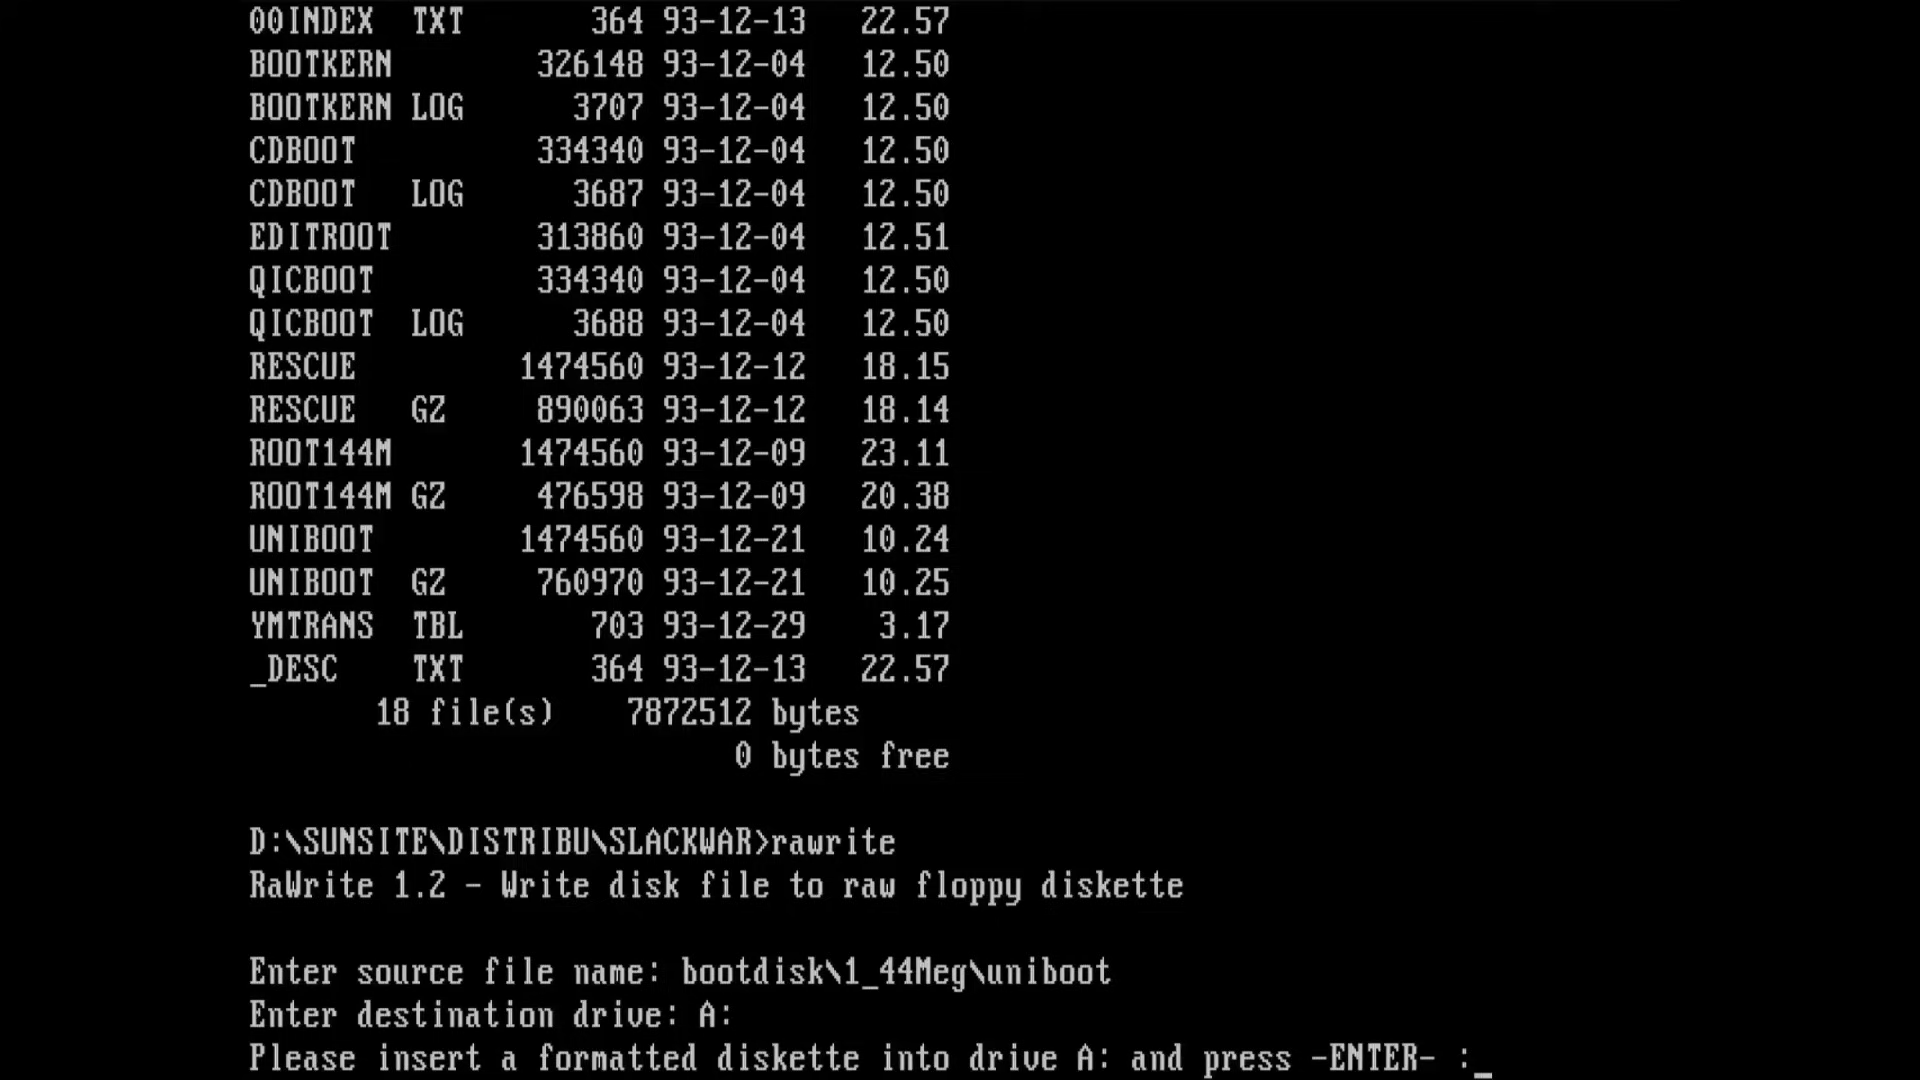 00INDEX  TXT       364 93-12-13   22.57
BOOTKERN        326148 93-12-04   12.50
BOOTKERN LOG      3707 93-12-04   12.50
CDBOOT          334340 93-12-04   12.50
CDBOOT   LOG      3687 93-12-04   12.50
EDITROOT        313860 93-12-04   12.51
QICBOOT         334340 93-12-04   12.50
QICBOOT  LOG      3688 93-12-04   12.50
RESCUE         1474560 93-12-12   18.15
RESCUE   GZ     890063 93-12-12   18.14
ROOT144M       1474560 93-12-09   23.11
ROOT144M GZ     476598 93-12-09   20.38
UNIBOOT        1474560 93-12-21   10.24
UNIBOOT  GZ     760970 93-12-21   10.25
YMTRANS  TBL       703 93-12-29    3.17
_DESC    TXT       364 93-12-13   22.57
18 file(s)    7872512 bytes
0 bytes free
D:\SUNSITE\DISTRIBU\SLACKWAR>rawrite
RaWrite 1.2 - Write disk file to raw floppy diskette
Enter source file name: bootdisk\1_44Meg\uniboot
Enter destination drive: A:
Please insert a formatted diskette into drive A: and press -ENTER- :_